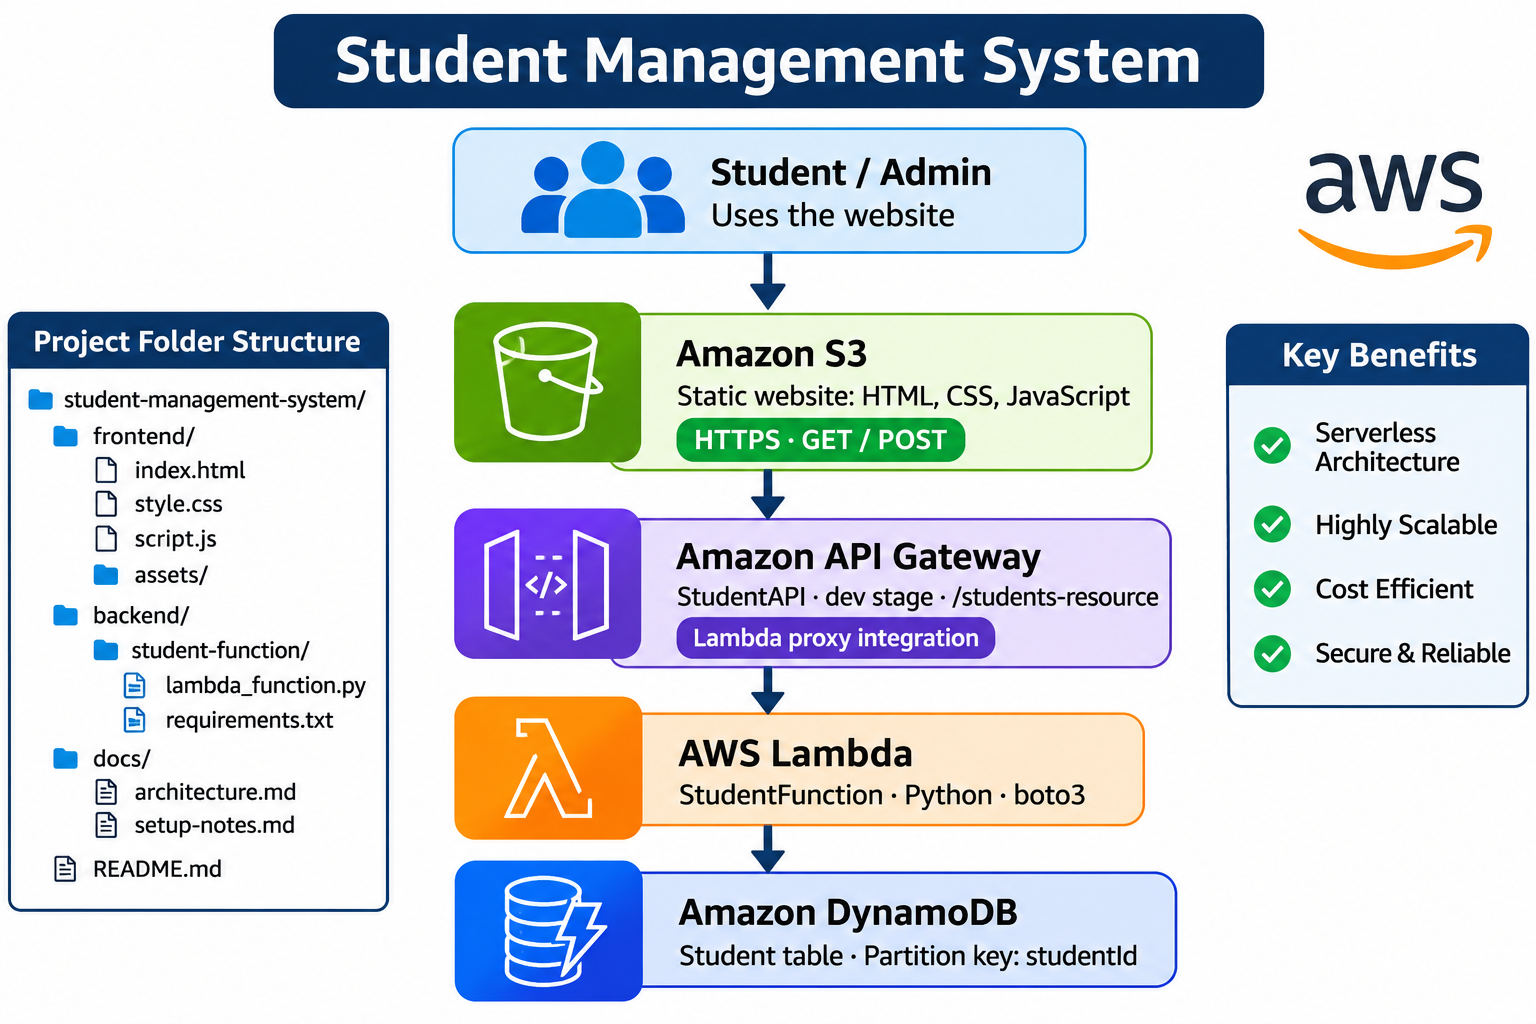 Student Management System
Student / Admin
Uses the website
aws
Project Folder Structure
student-management-system/
frontend/
index.html
style.css
script.js
assets/
backend/
student-function/
lambda_function.py
requirements.txt
docs/
architecture.md
setup-notes.md
README.md
Amazon S3
Static website: HTML, CSS, JavaScript
HTTPS · GET / POST
</>
Amazon API Gateway
StudentAPI · dev stage · /students-resource
Lambda proxy integration
AWS Lambda
StudentFunction · Python · boto3
Amazon DynamoDB
Student table · Partition key: studentId
Key Benefits
Serverless
Architecture
Highly Scalable
Cost Efficient
Secure & Reliable